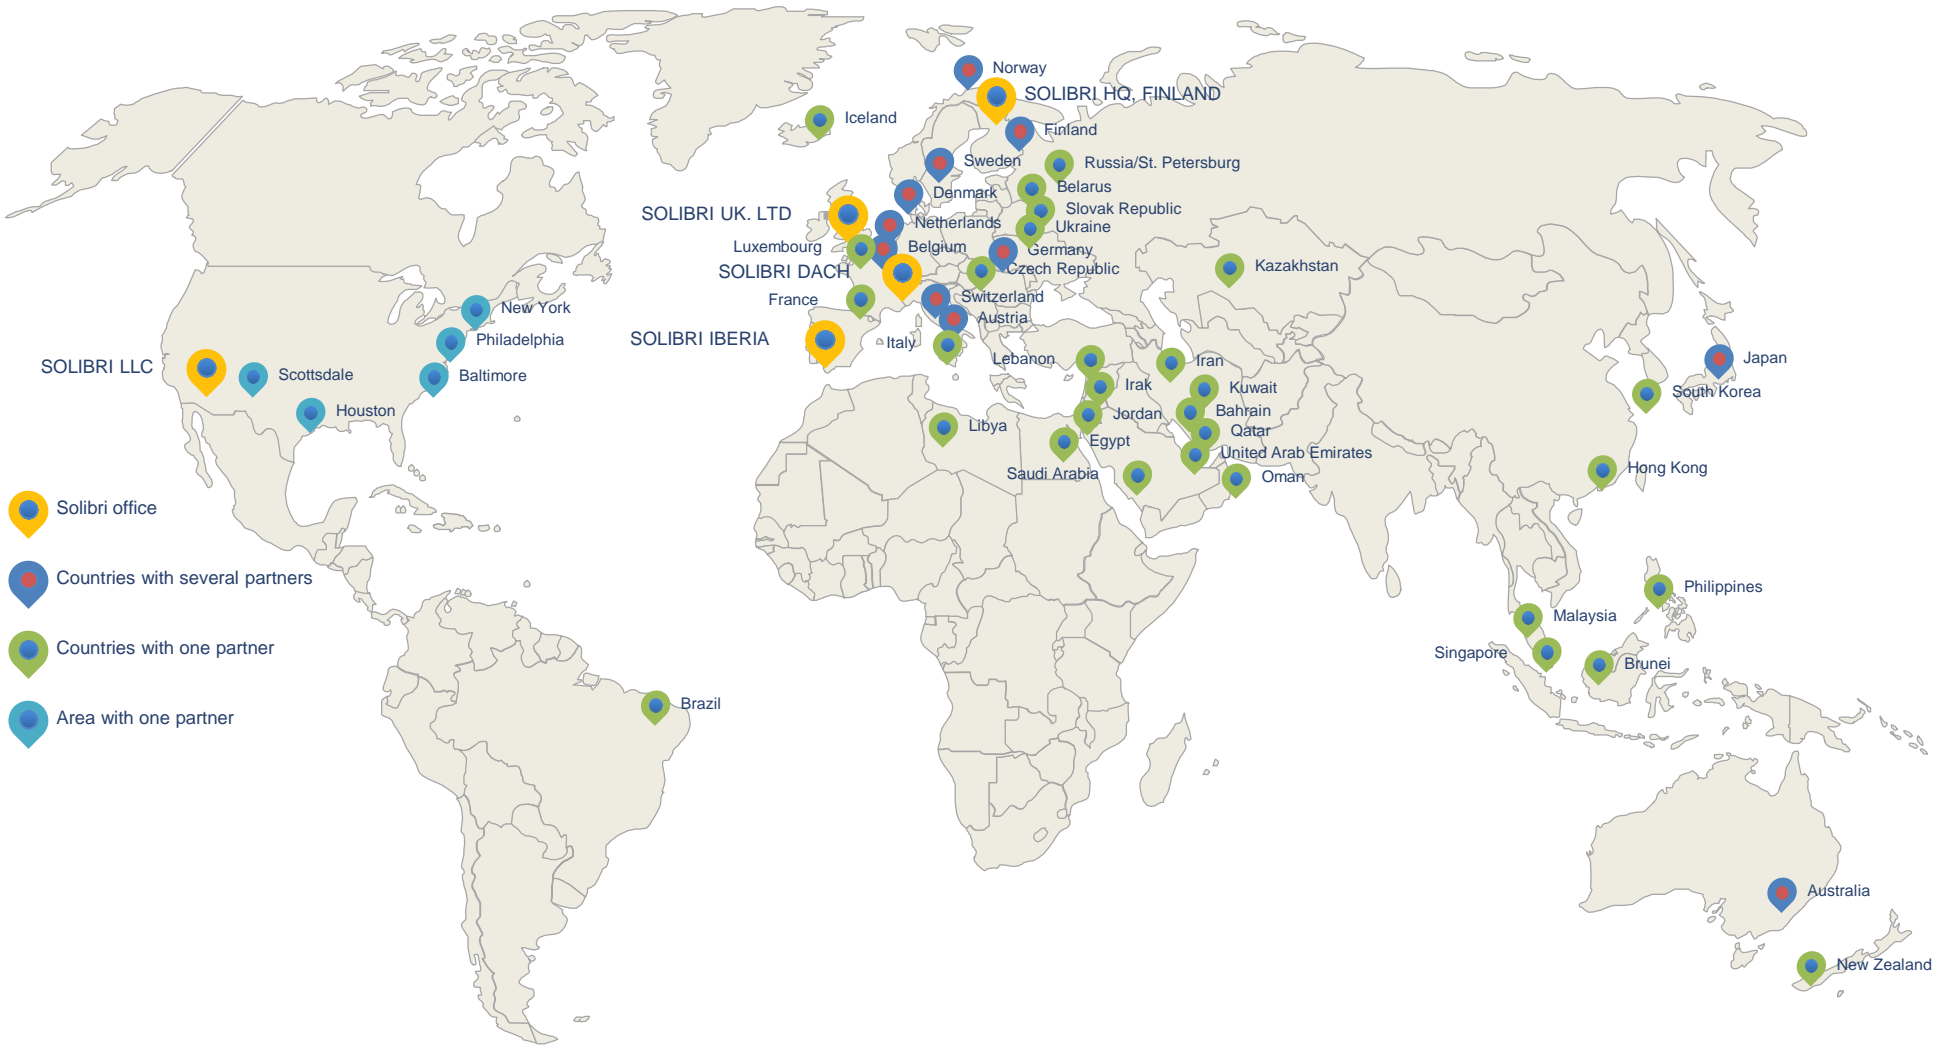 Norway
SOLIBRI HQ, FINLAND
Iceland
Finland
Sweden
Russia/St. Petersburg
Belarus
Denmark
Slovak Republic
SOLIBRI UK. LTD
Netherlands
Ukraine
Luxembourg
Belgium
Germany
SOLIBRI DACH
Czech Republic
Kazakhstan
France
Switzerland
New York
Austria
Philadelphia
SOLIBRI IBERIA
Italy
Lebanon
Iran
Japan
SOLIBRI LLC
Scottsdale
Baltimore
Irak
Kuwait
South Korea
Houston
Jordan
Bahrain
Libya
Qatar
Egypt
United Arab Emirates
Saudi Arabia
Oman
Hong Kong
Solibri office
Countries with several partners
Philippines
Malaysia
Countries with one partner
Singapore
Brunei
Brazil
Area with one partner
Australia
New Zealand